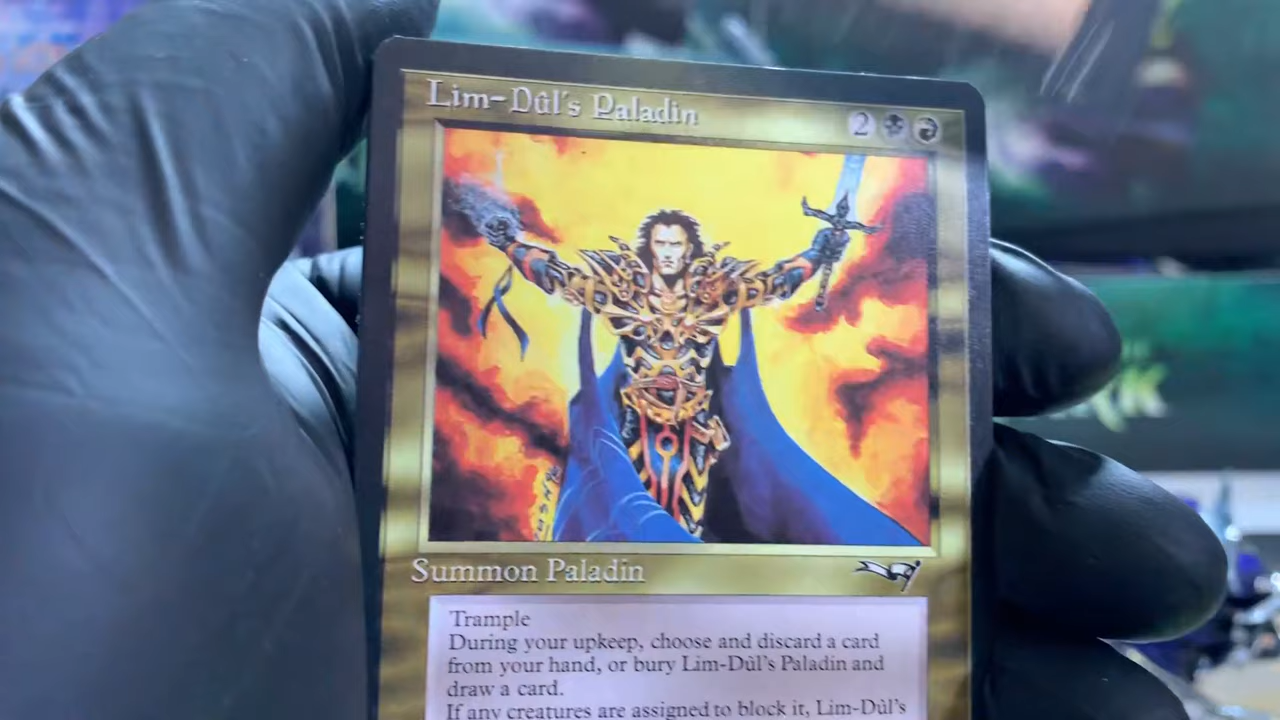 Lim-Dûl's Paladin
2
Summon Paladin
Trample
During your upkeep, choose and discard a card
from your hand, or bury Lim-Dûl's Paladin and
draw a card.
If any creatures are assigned to block it, Lim-Dûl's